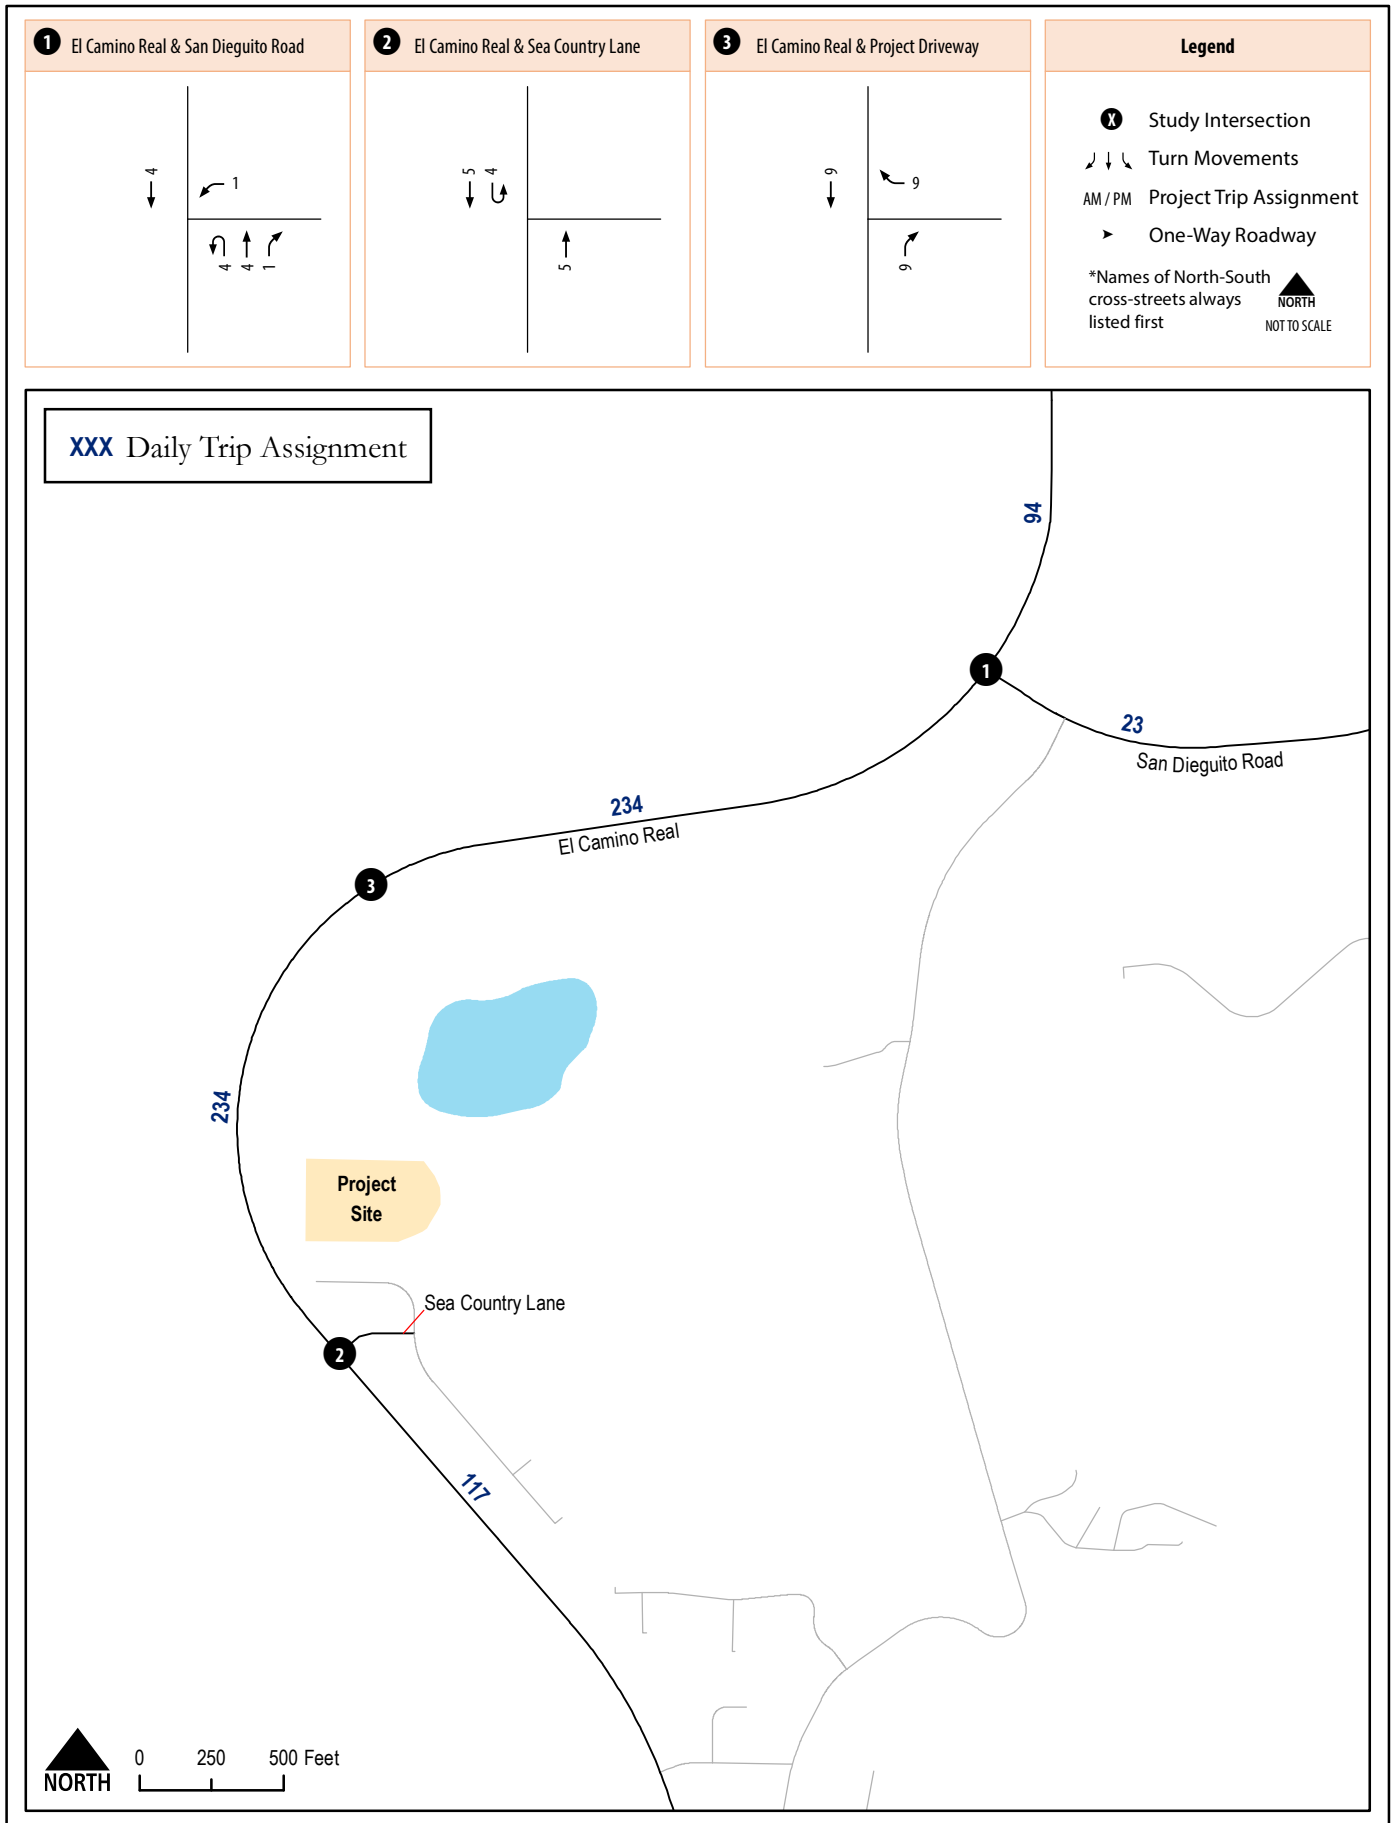 1 El Camino Real & San Dieguito Road
4
1
4
4
1
2 El Camino Real & Sea Country Lane
5
4
5
3 El Camino Real & Project Driveway
9
9
9
Legend
X Study Intersection
Turn Movements
AM / PM Project Trip Assignment
One-Way Roadway
*Names of North-South
cross-streets always
listed first
NORTH
NOT TO SCALE
XXX Daily Trip Assignment
94
1
23
San Dieguito Road
234
El Camino Real
3
234
Project
Site
Sea Country Lane
2
117
NORTH
0 250 500 Feet